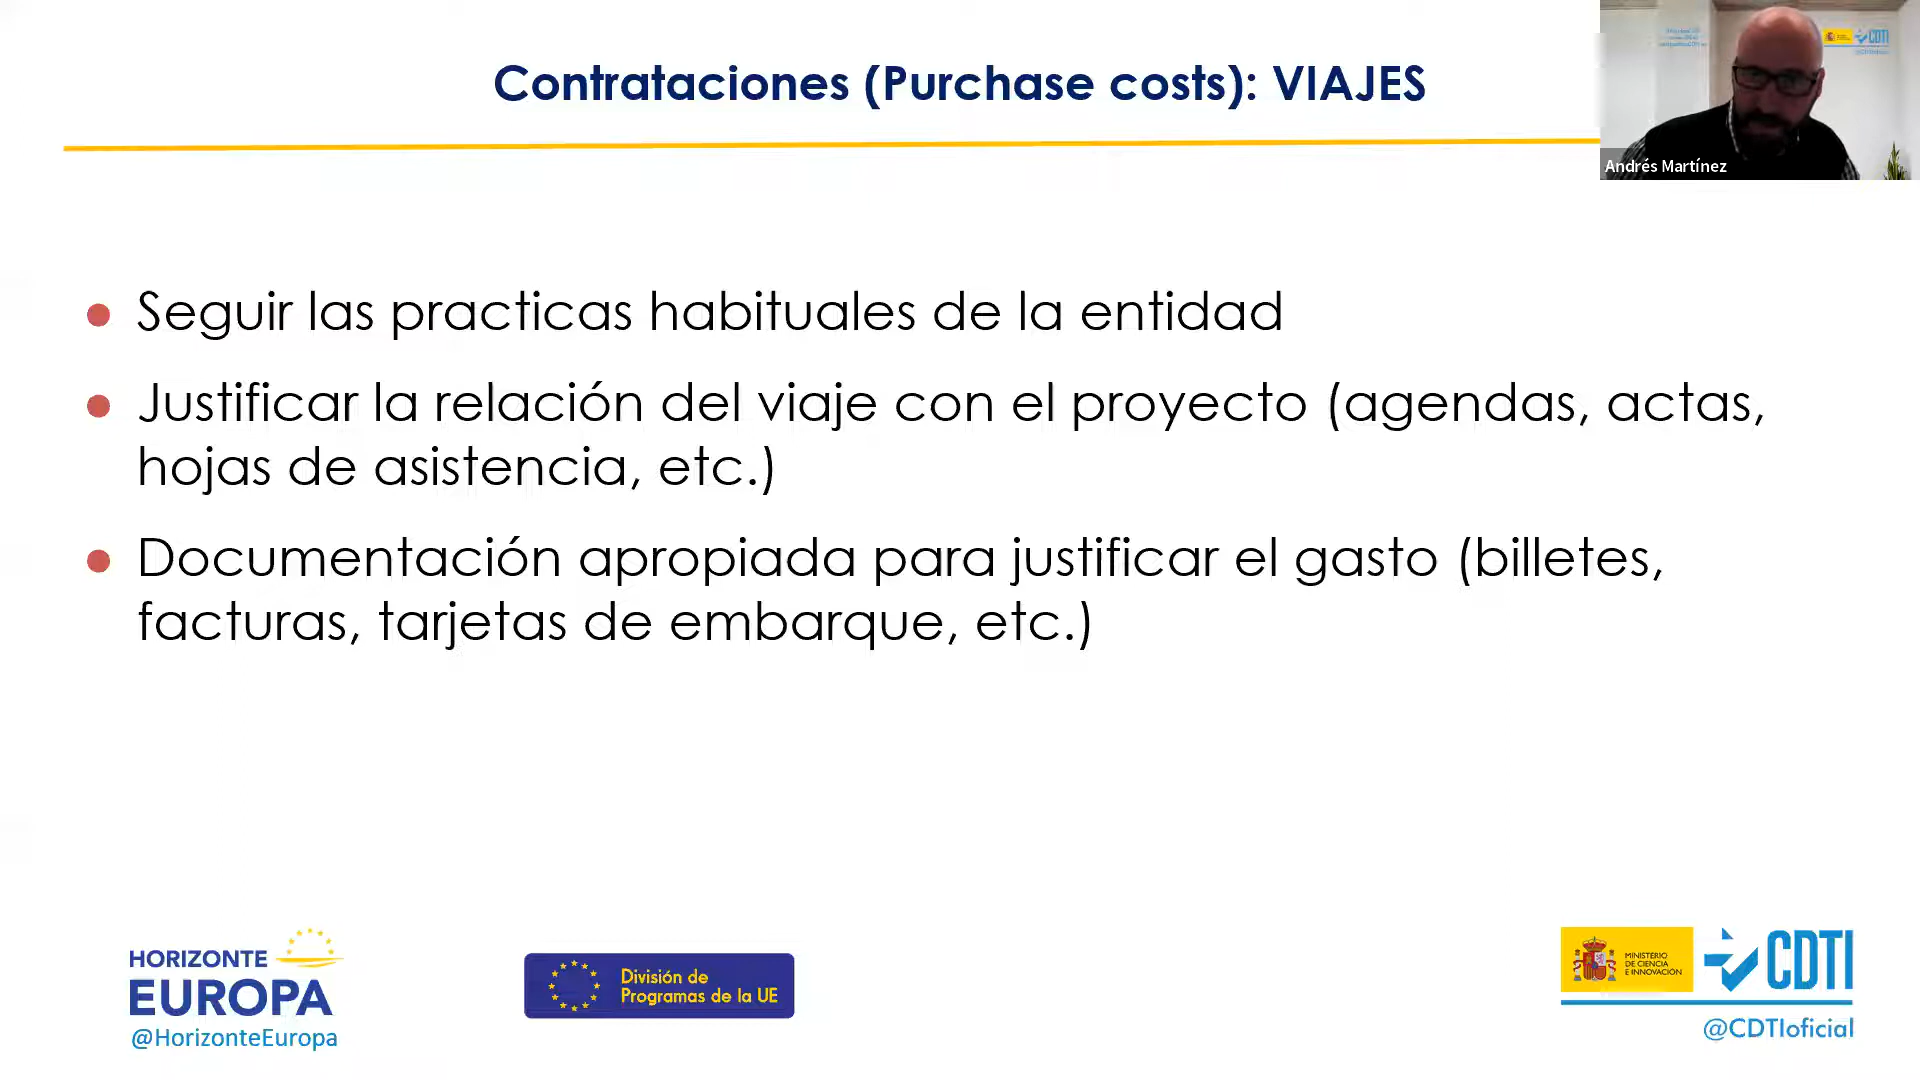 Contrataciones (Purchase costs): VIAJES
CDTI
Andrés Martínez
Seguir las practicas habituales de la entidad
Justificar la relación del viaje con el proyecto (agendas, actas,
hojas de asistencia, etc.)
Documentación apropiada para justificar el gasto (billetes,
facturas, tarjetas de embarque, etc.)
HORIZONTE
EUROPA
@HorizonteEuropa
División de
Programas de la UE
MINISTERIO
DE CIENCIA
E INNOVACIÓN
CDTI
@CDTIoficial